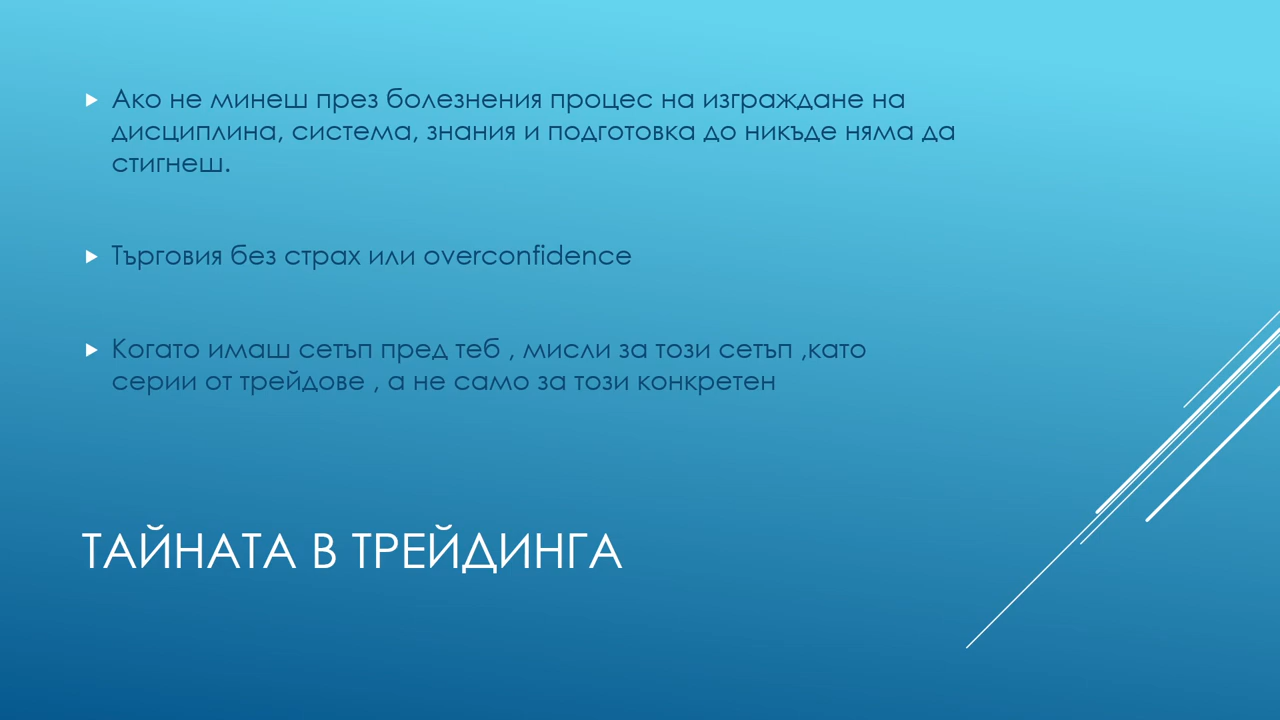 Ако не минеш през болезнения процес на изграждане на
дисциплина, система, знания и подготовка до никъде няма да
стигнеш.
Търговия без страх или overconfidence
Когато имаш сетъп пред теб , мисли за този сетъп ,като
серии от трейдове , а не само за този конкретен
ТАЙНАТА В ТРЕЙДИНГА